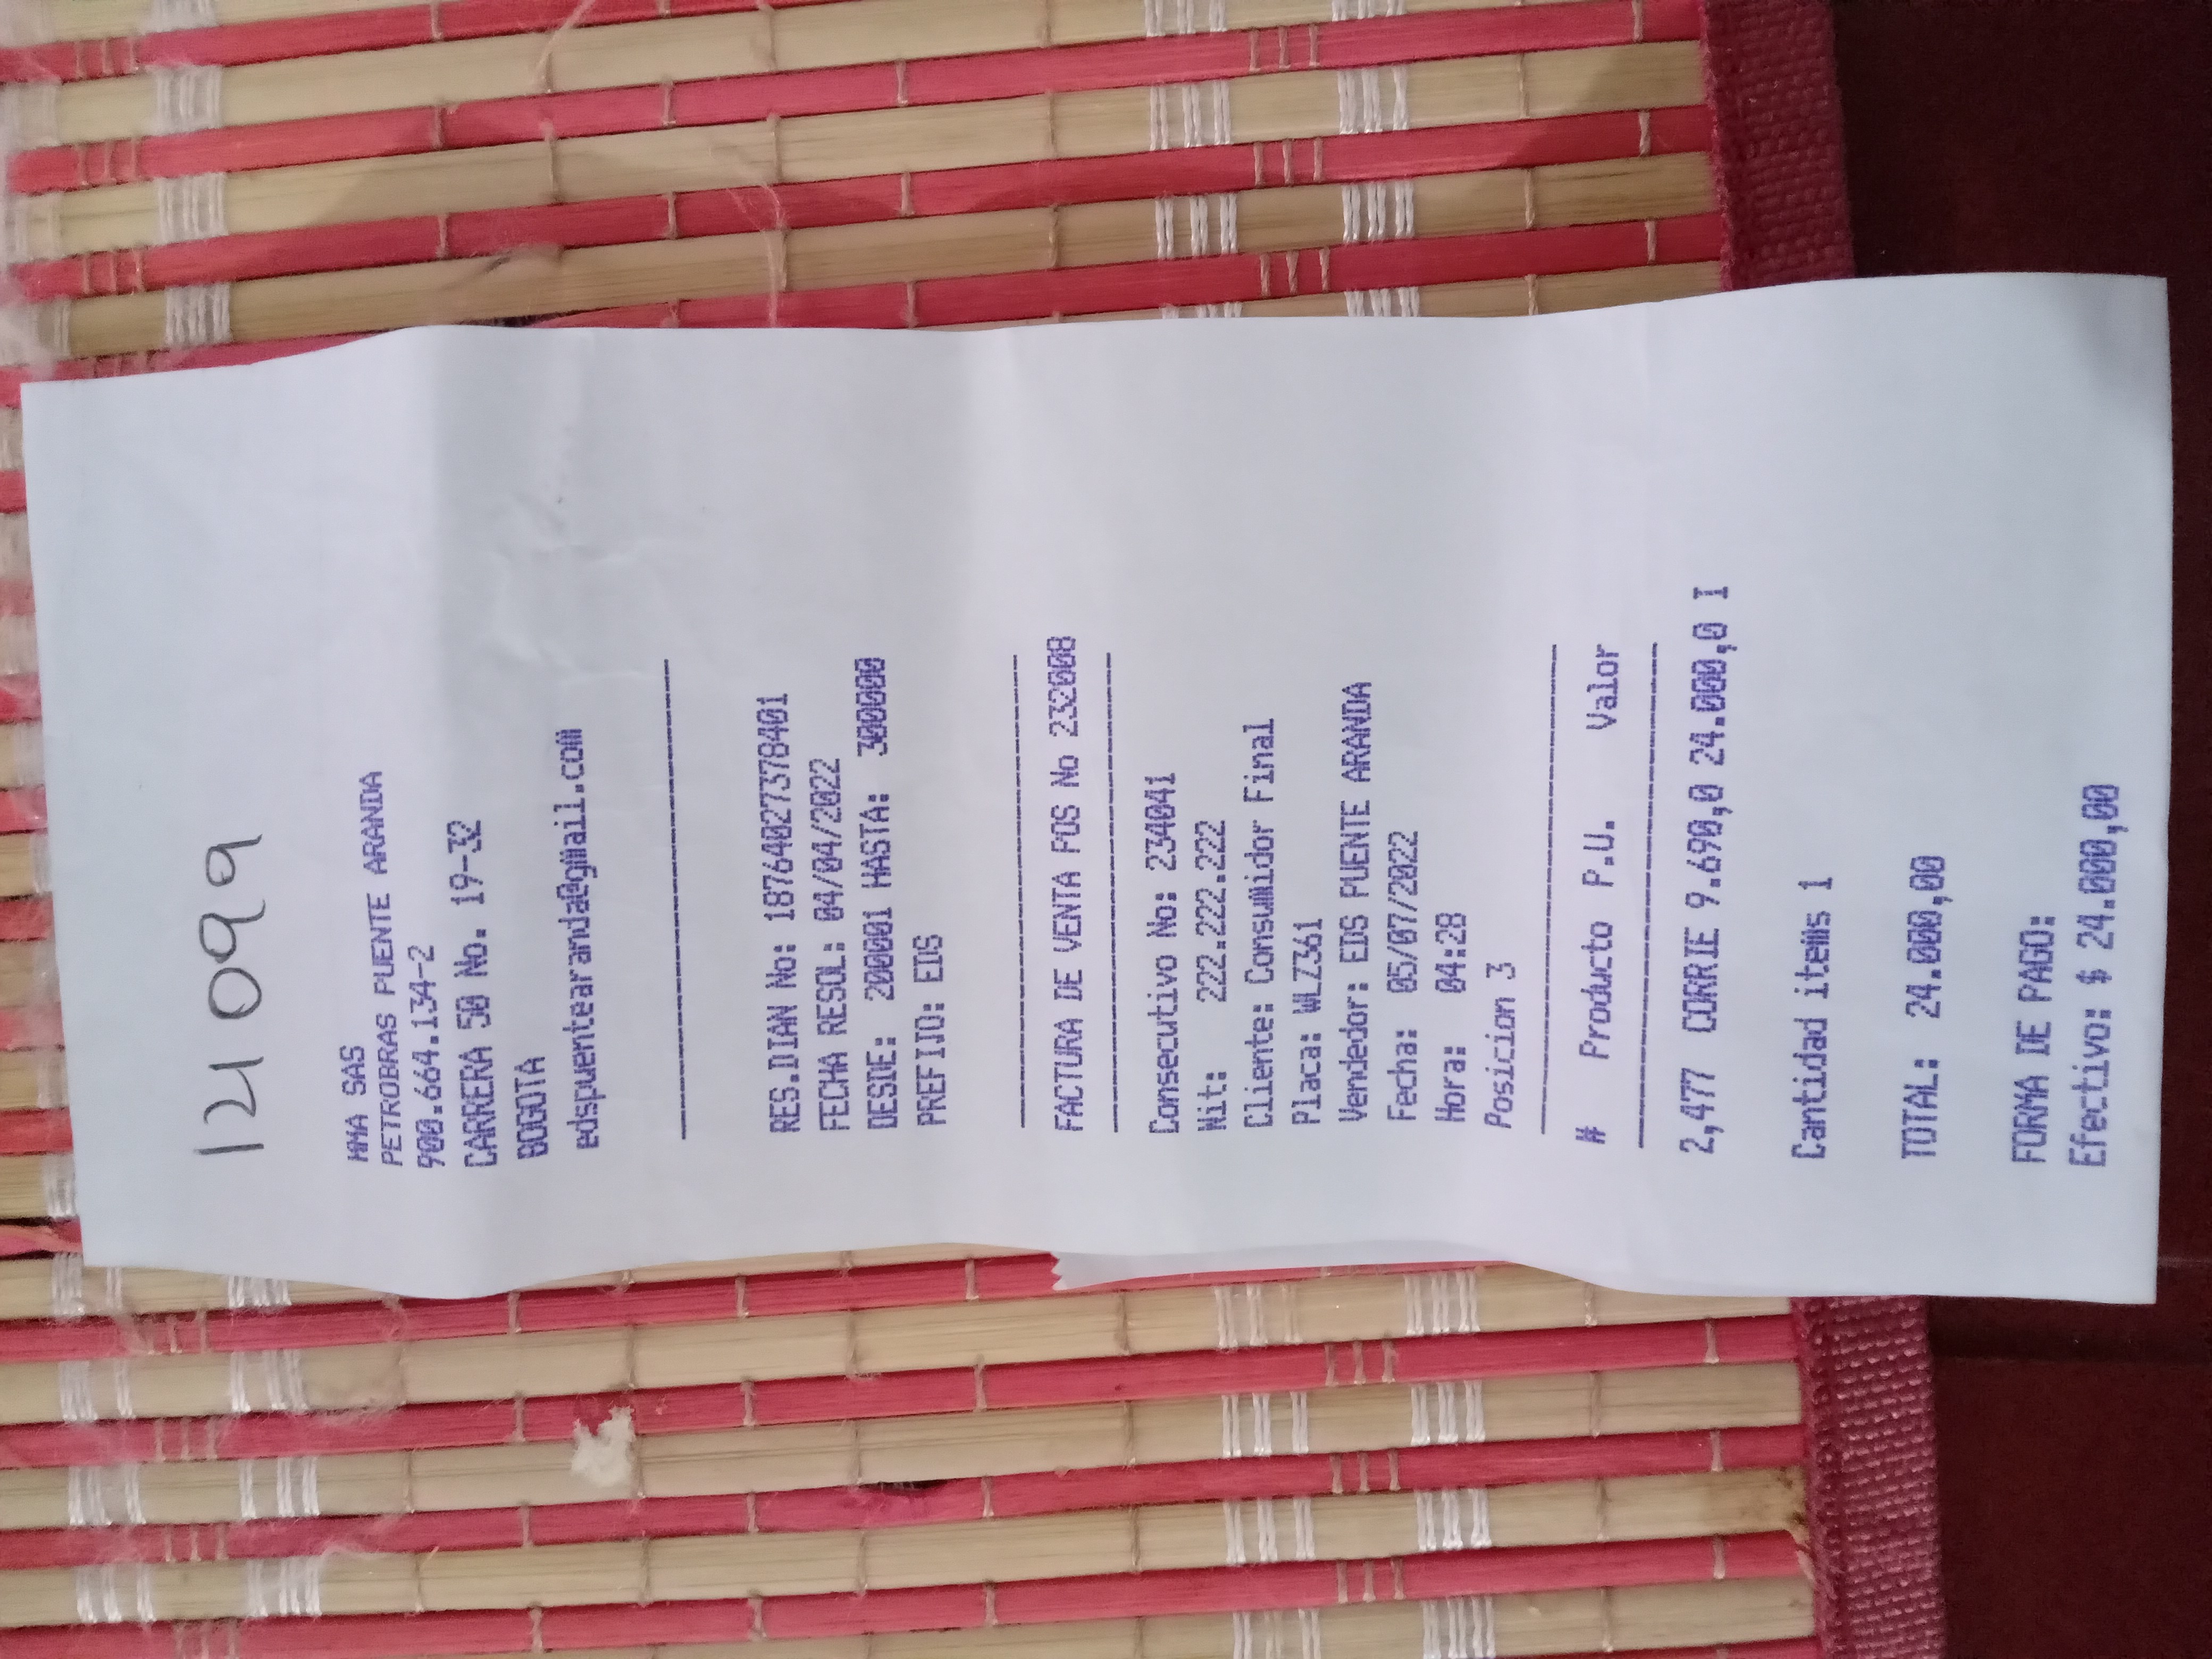 121099
MMA SAS
PETROBRAS PUENTE ARANDA
900.664.134-2
CARRERA 50 No. 19-32
BOGOTA
edspuentearanda@gmail.com
RES.DIAN No: 18764027378401
FECHA RESOL: 04/04/2022
DESDE: 200001 HASTA: 300000
PREFIJO: EDS
FACTURA DE VENTA POS No 232008
Consecutivo No: 234041
Nit: 222.222.222
Cliente: Consumidor Final
Placa: WLZ361
Vendedor: EDS PUENTE ARANDA
Fecha: 05/07/2022
Hora: 04:28
Posicion 3
# Producto P.U. Valor
2,477 CORRIE 9.690,0 24.000,0 I
Cantidad items 1
TOTAL: 24.000,00
FORMA DE PAGO:
Efectivo: $ 24.000,00